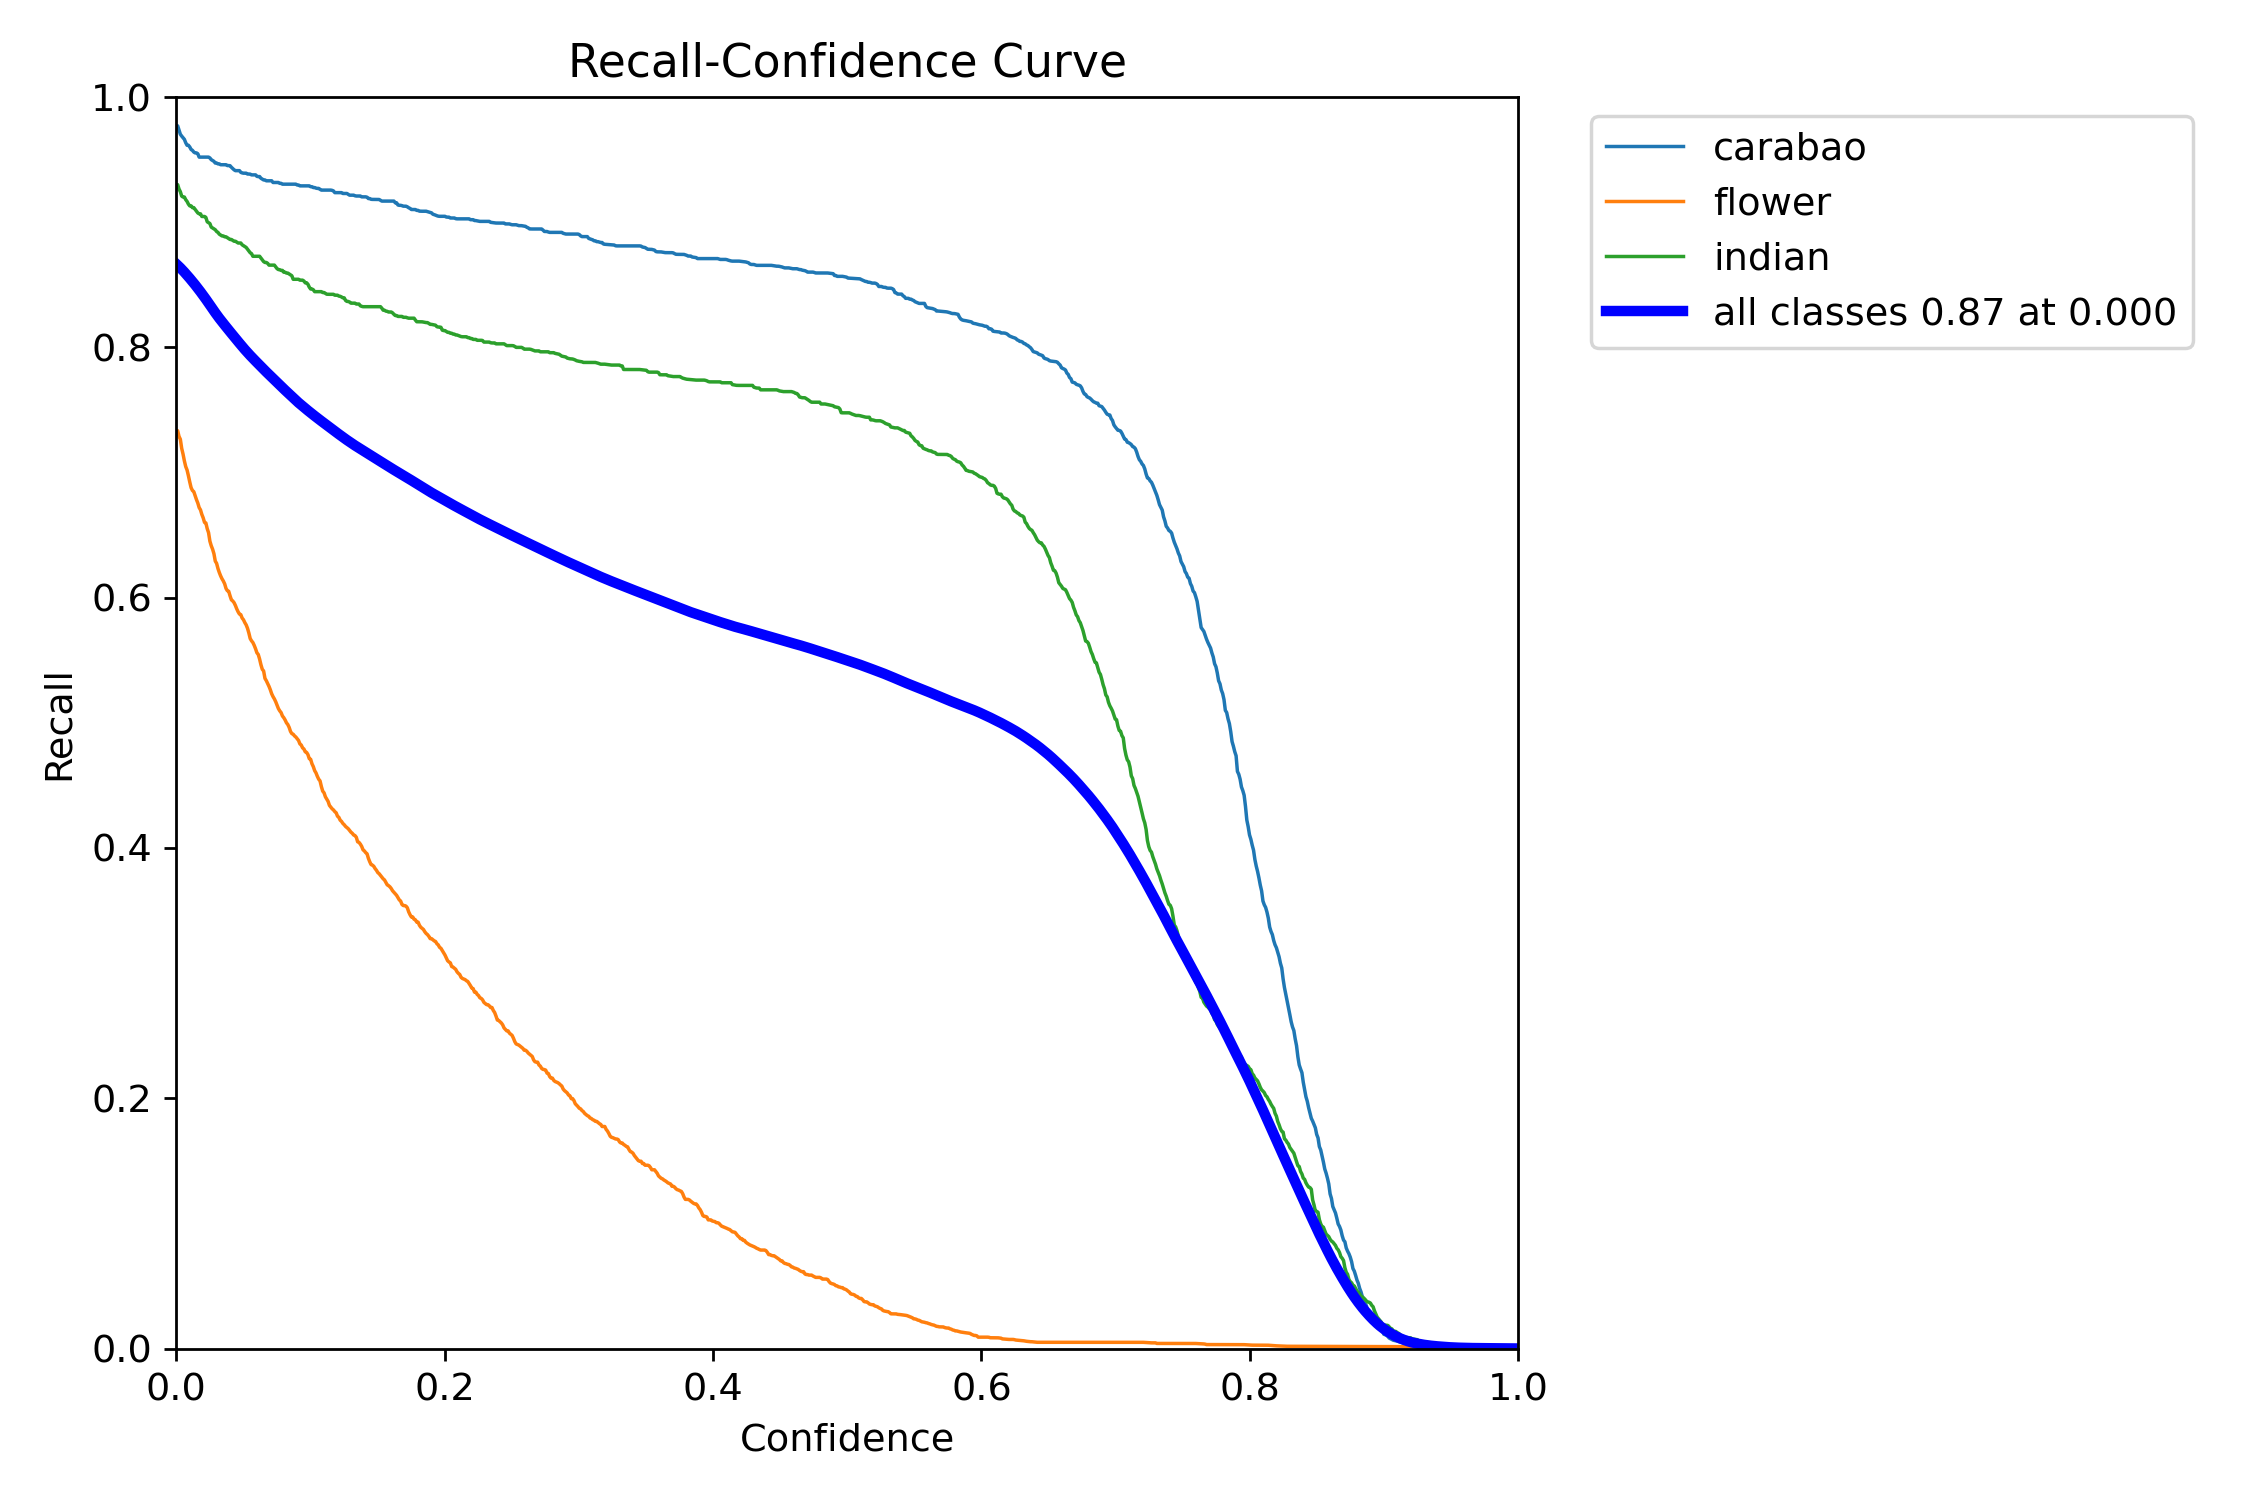 Recall-Confidence Curve
1.0
0.8
0.6
0.4
0.2
0.0
Recall
0.0 0.2 0.4 0.6 0.8 1.0
Confidence
carabao
flower
indian
all classes 0.87 at 0.000